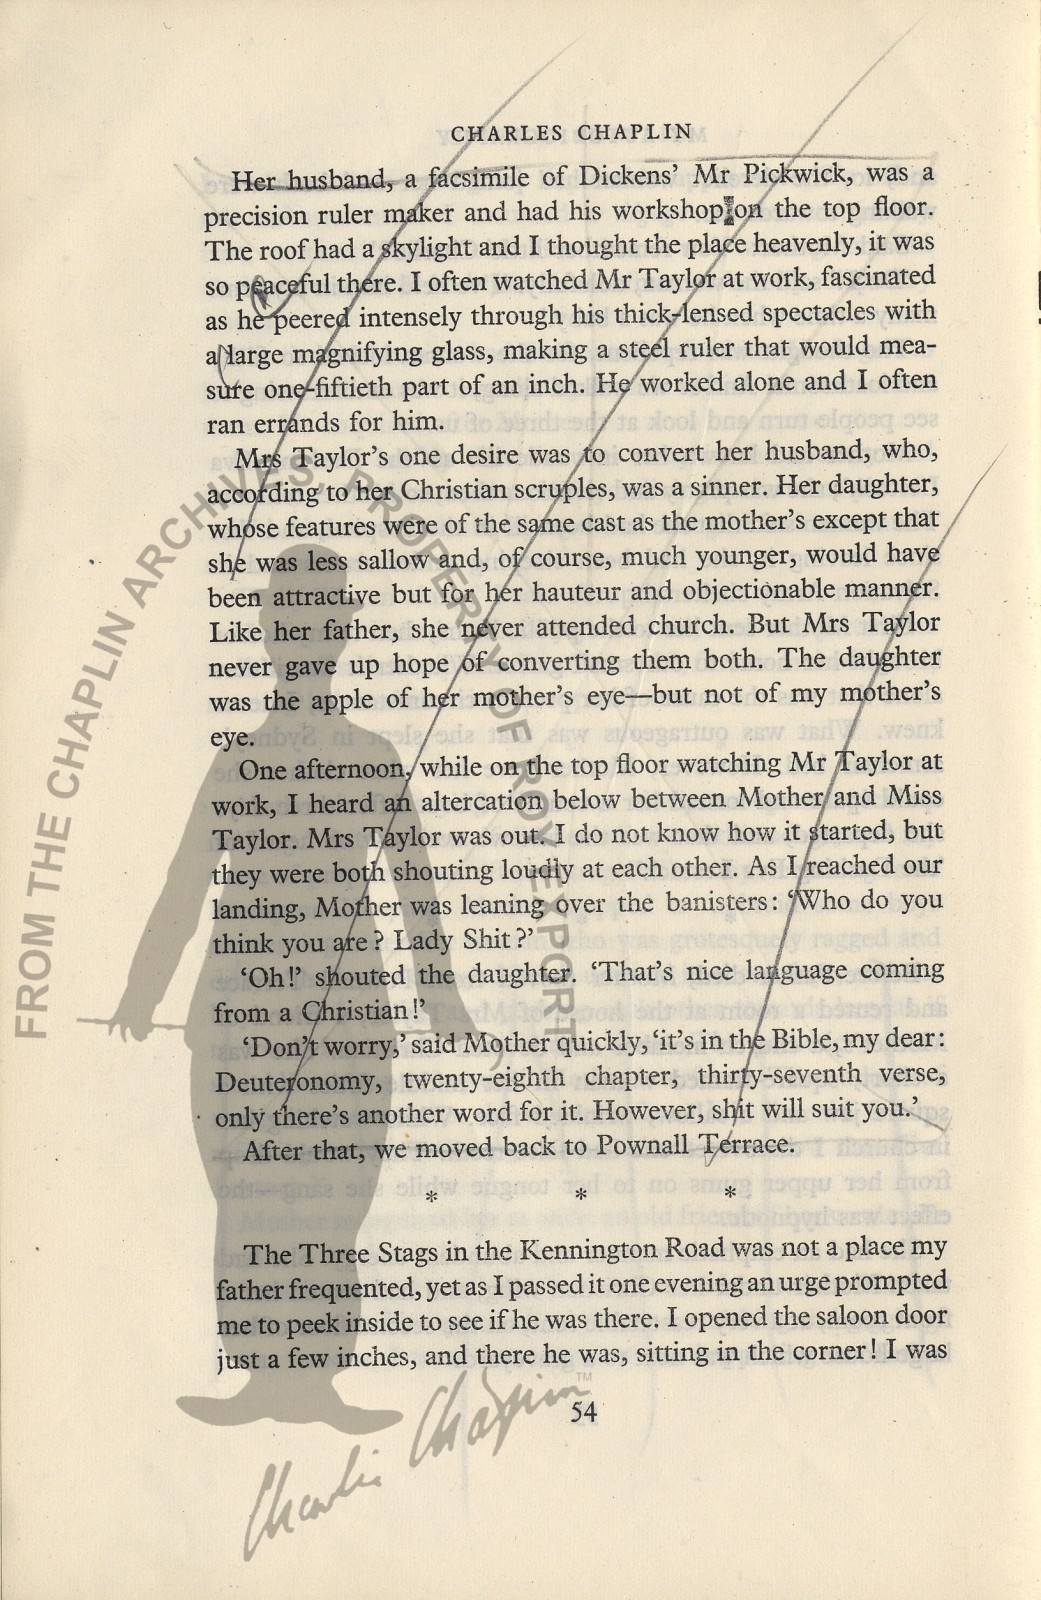 CHARLES CHAPLIN
Her husband, a facsimile of Dickens' Mr Pickwick, was a
precision ruler maker and had his workshop on the top floor.
The roof had a skylight and I thought the place heavenly, it was
so peaceful there. I often watched Mr Taylor at work, fascinated
as he peered intensely through his thick-lensed spectacles with
a large magnifying glass, making a steel ruler that would mea-
sure one-fiftieth part of an inch. He worked alone and I often
ran errands for him.
Mrs Taylor's one desire was to convert her husband, who,
according to her Christian scruples, was a sinner. Her daughter,
whose features were of the same cast as the mother's except that
she was less sallow and, of course, much younger, would have
been attractive but for her hauteur and objectionable manner.
Like her father, she never attended church. But Mrs Taylor
never gave up hope of converting them both. The daughter
was the apple of her mother's eye—but not of my mother's
eye.
One afternoon, while on the top floor watching Mr Taylor at
work, I heard an altercation below between Mother and Miss
Taylor. Mrs Taylor was out. I do not know how it started, but
they were both shouting loudly at each other. As I reached our
landing, Mother was leaning over the banisters: 'Who do you
think you are? Lady Shit?'
'Oh!' shouted the daughter. 'That's nice language coming
from a Christian!'
'Don't worry,' said Mother quickly, 'it's in the Bible, my dear:
Deuteronomy, twenty-eighth chapter, thirty-seventh verse,
only there's another word for it. However, shit will suit you.'
After that, we moved back to Pownall Terrace.
* * *
The Three Stags in the Kennington Road was not a place my
father frequented, yet as I passed it one evening an urge prompted
me to peek inside to see if he was there. I opened the saloon door
just a few inches, and there he was, sitting in the corner! I was
54
FROM THE CHAPLIN ARCHIVES, PROPERTY OF ROY EXPORT
Charlie Chaplin™